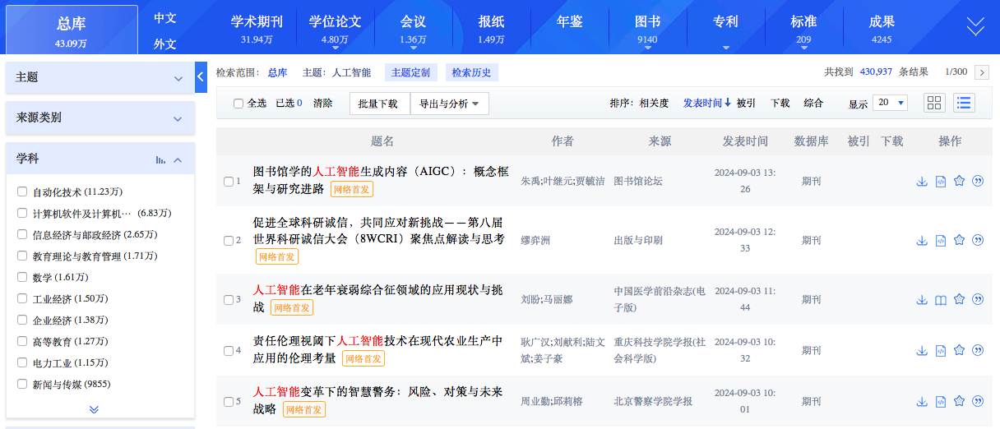 总库
43.09万
中文
外文
学术期刊
31.94万
学位论文
4.80万
会议
1.36万
报纸
1.49万
年鉴
图书
9140
专利
标准
209
成果
4245
主题
来源类别
学科
自动化技术 (11.23万)
计算机软件及计算机… (6.83万)
信息经济与邮政经济 (2.65万)
教育理论与教育管理 (1.71万)
数学 (1.61万)
工业经济 (1.50万)
企业经济 (1.38万)
高等教育 (1.27万)
电力工业 (1.15万)
新闻与传媒 (9855)
检索范围： 总库 主题：人工智能 主题定制 检索历史 共找到 430,937 条结果 1/300
全选 已选 0 清除 批量下载 导出与分析 排序：相关度 发表时间 被引 下载 综合 显示 20
题名 作者 来源 发表时间 数据库 被引 下载 操作
1 图书馆学的人工智能生成内容（AIGC）：概念框 朱禹;叶继元;贾毓洁 图书馆论坛 2024-09-03 13: 期刊
架与研究进路 网络首发 26
促进全球科研诚信，共同应对新挑战——第八届
2 世界科研诚信大会（8WCRI）聚焦点解读与思考 缪弈洲 出版与印刷 2024-09-03 12: 期刊
网络首发 33
3 人工智能在老年衰弱综合征领域的应用现状与挑 刘盼;马丽娜 中国医学前沿杂志(电 2024-09-03 11: 期刊
战 网络首发 子版) 44
4 责任伦理视阈下人工智能技术在现代农业生产中 耿广汉;刘献利;陆文 重庆科技学院学报(社 2024-09-03 10: 期刊
应用的伦理考量 网络首发 斌;姜子豪 会科学版) 32
5 人工智能变革下的智慧警务：风险、对策与未来 周业勤;邱莉榕 北京警察学院学报 2024-09-03 10: 期刊
战略 网络首发 01